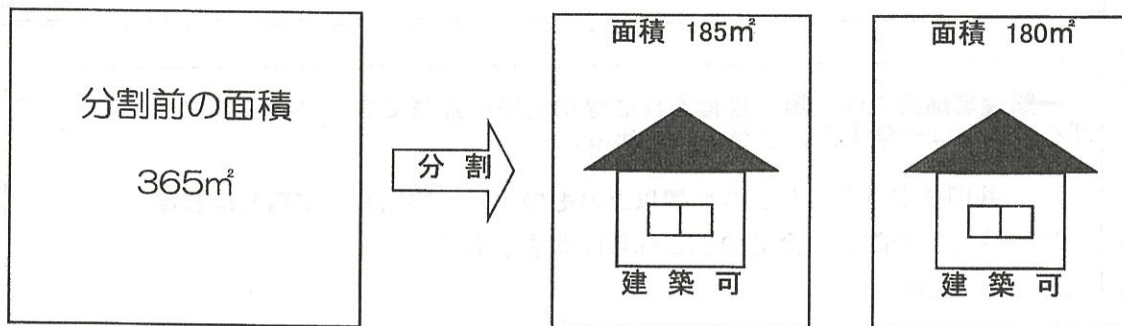 分割前の面積
365㎡
分 割
面積 185㎡
建 築 可
面積 180㎡
建 築 可